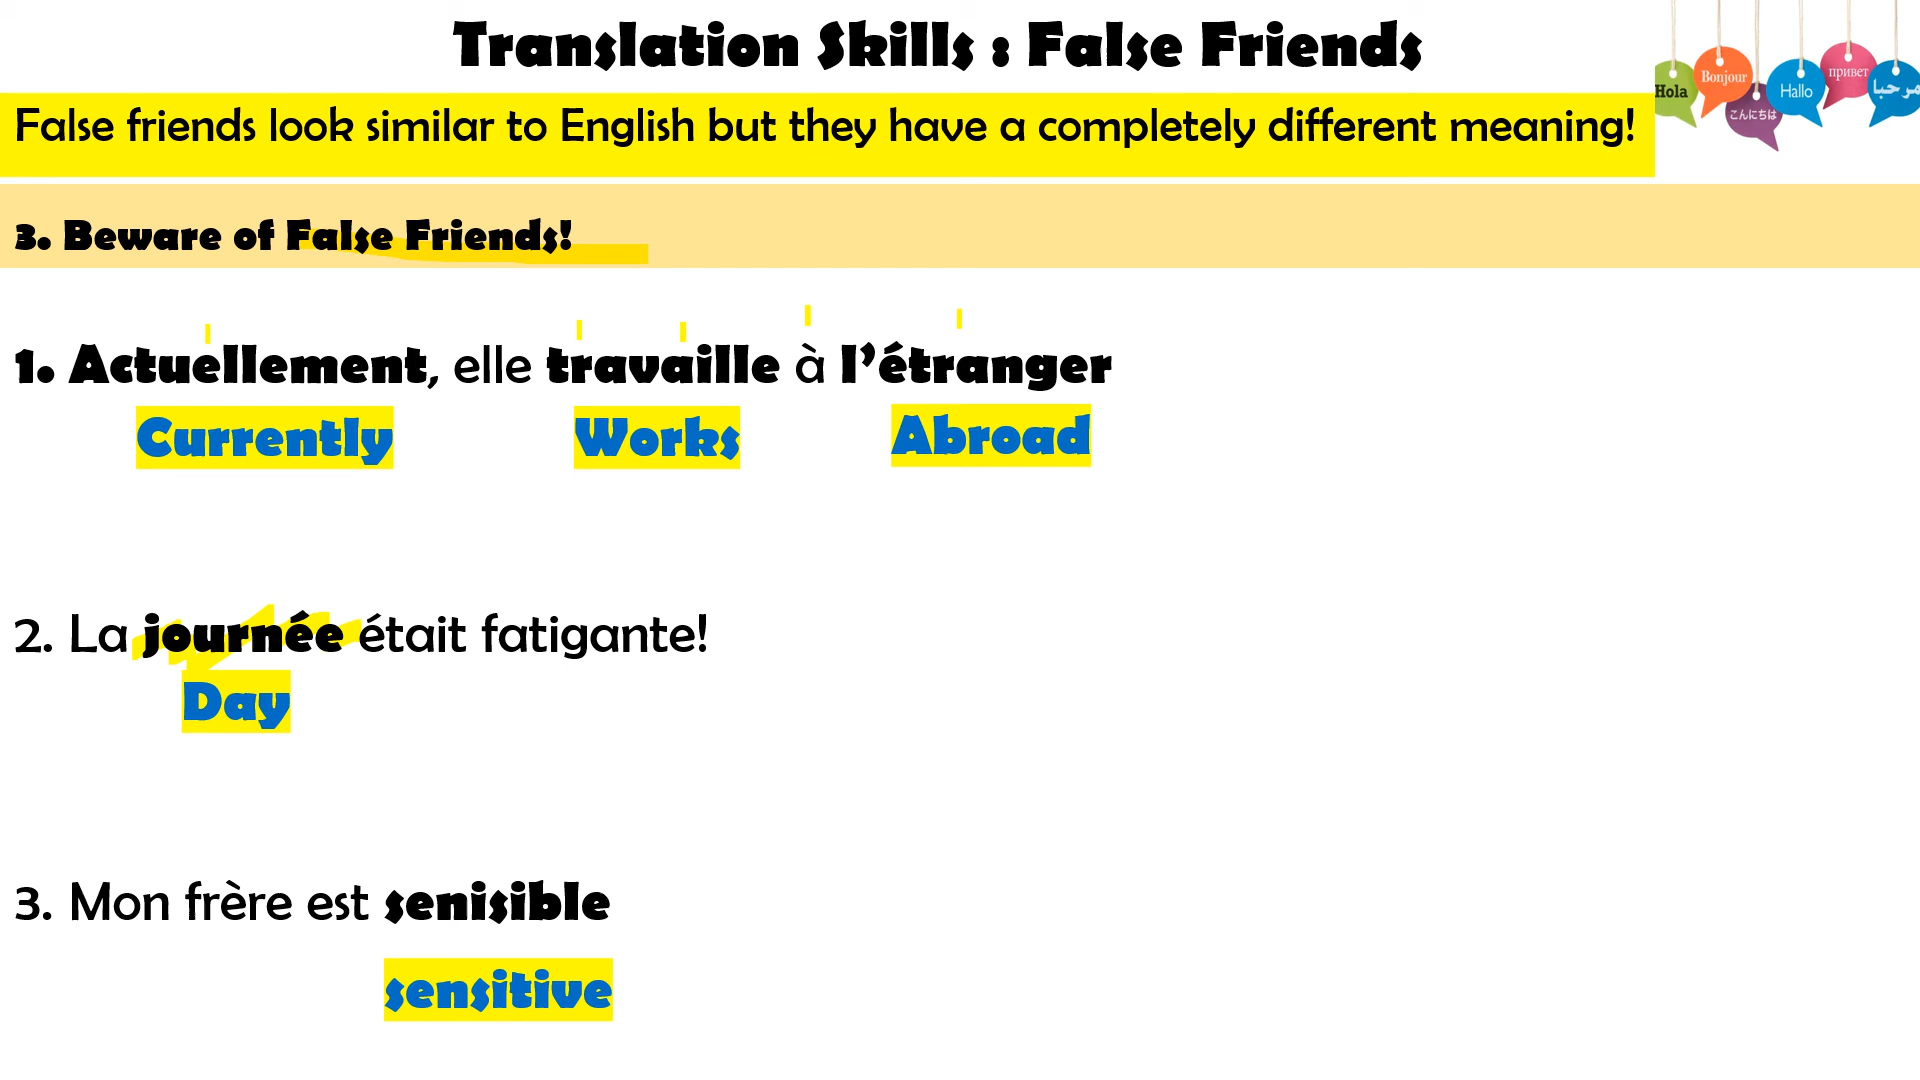 Translation Skills : False Friends
Hola
Bonjour
こんにちは
Hallo
привет
مرحبا
False friends look similar to English but they have a completely different meaning!
3. Beware of False Friends!
1. Actuellement, elle travaille à l’étranger
Currently Works Abroad
2. La journée était fatigante!
Day
3. Mon frère est senisible
sensitive